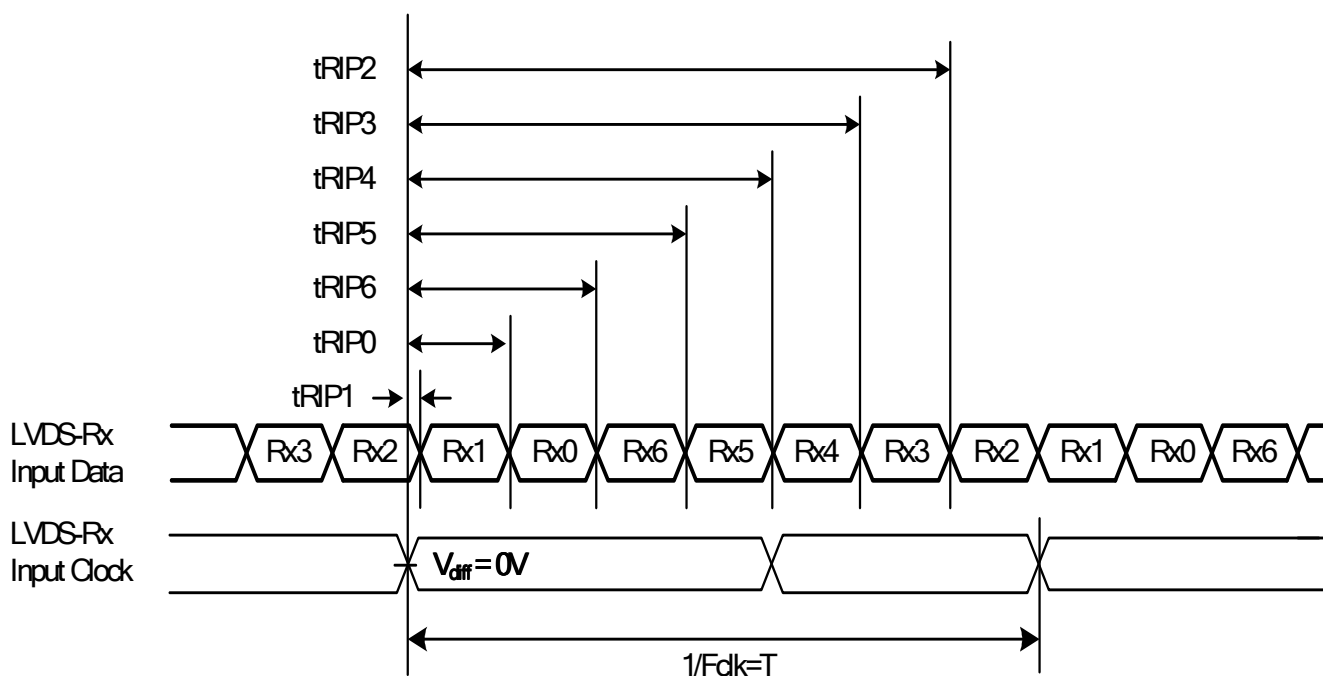 tRIP2
tRIP3
tRIP4
tRIP5
tRIP6
tRIP0
tRIP1
LVDS-Rx
Input Data
Rx3 Rx2 Rx1 Rx0 Rx6 Rx5 Rx4 Rx3 Rx2 Rx1 Rx0 Rx6
LVDS-Rx
Input Clock
Vdiff = 0V
1/Fclk=T